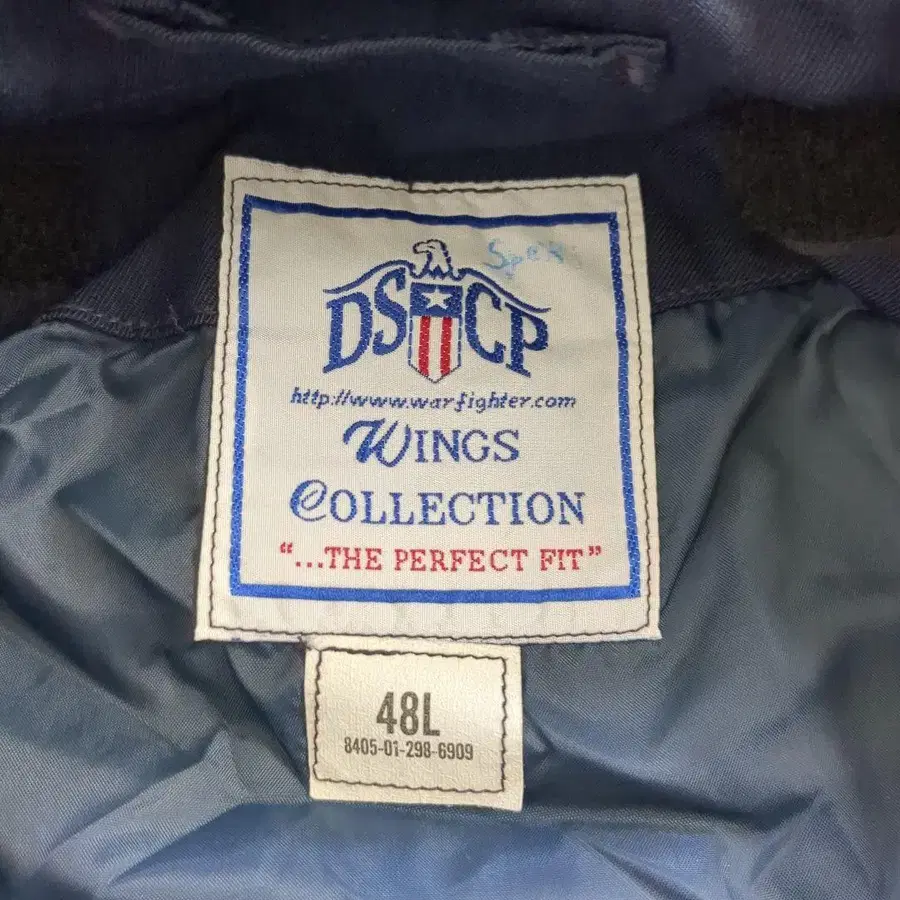 DSCP
http://www.warfighter.com
WINGS
COLLECTION
"...THE PERFECT FIT"
48L
8405-01-298-6909